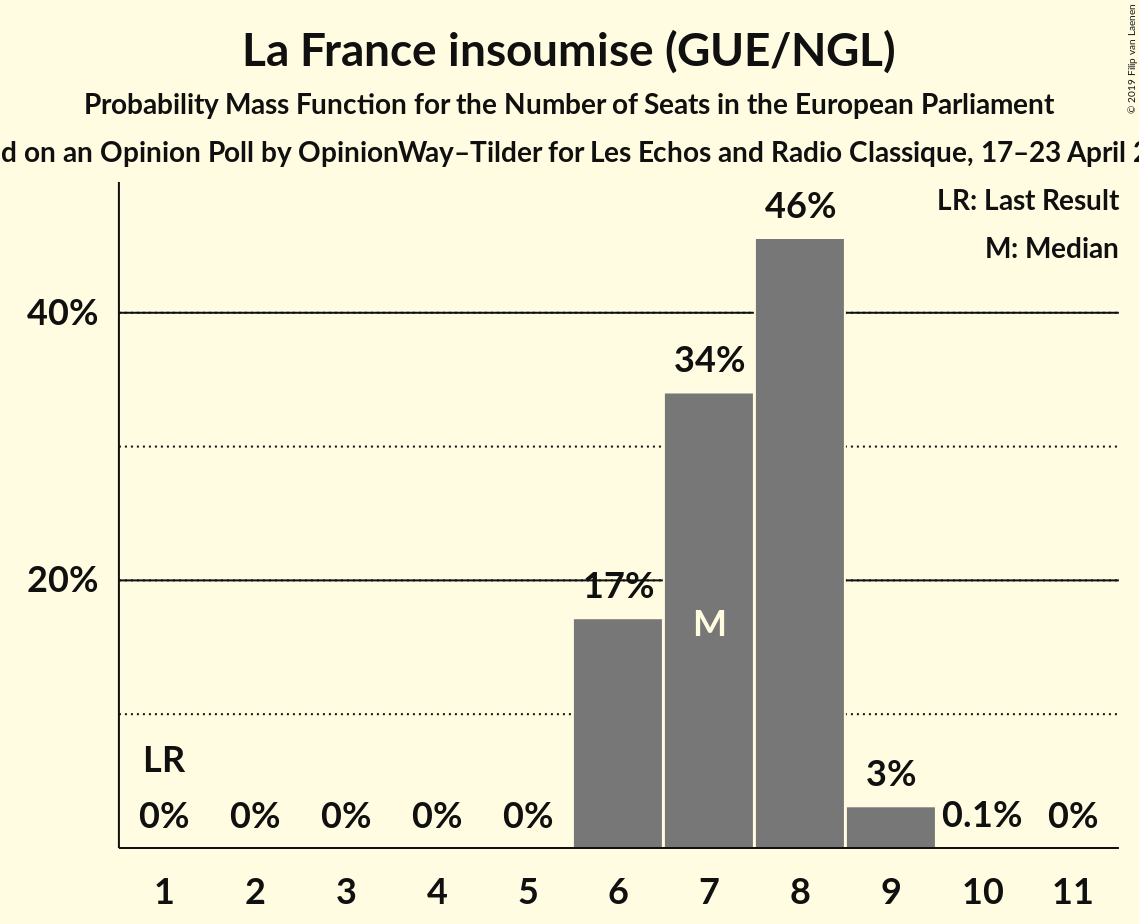 La France insoumise (GUE/NGL)
Probability Mass Function for the Number of Seats in the European Parliament
d on an Opinion Poll by OpinionWay–Tilder for Les Echos and Radio Classique, 17–23 April 2
© 2019 Filip van Laenen
LR: Last Result
M: Median
46%
40%
34%
20%
17%
M
LR
3%
0% 0% 0% 0% 0% 0.1% 0%
1 2 3 4 5 6 7 8 9 10 11